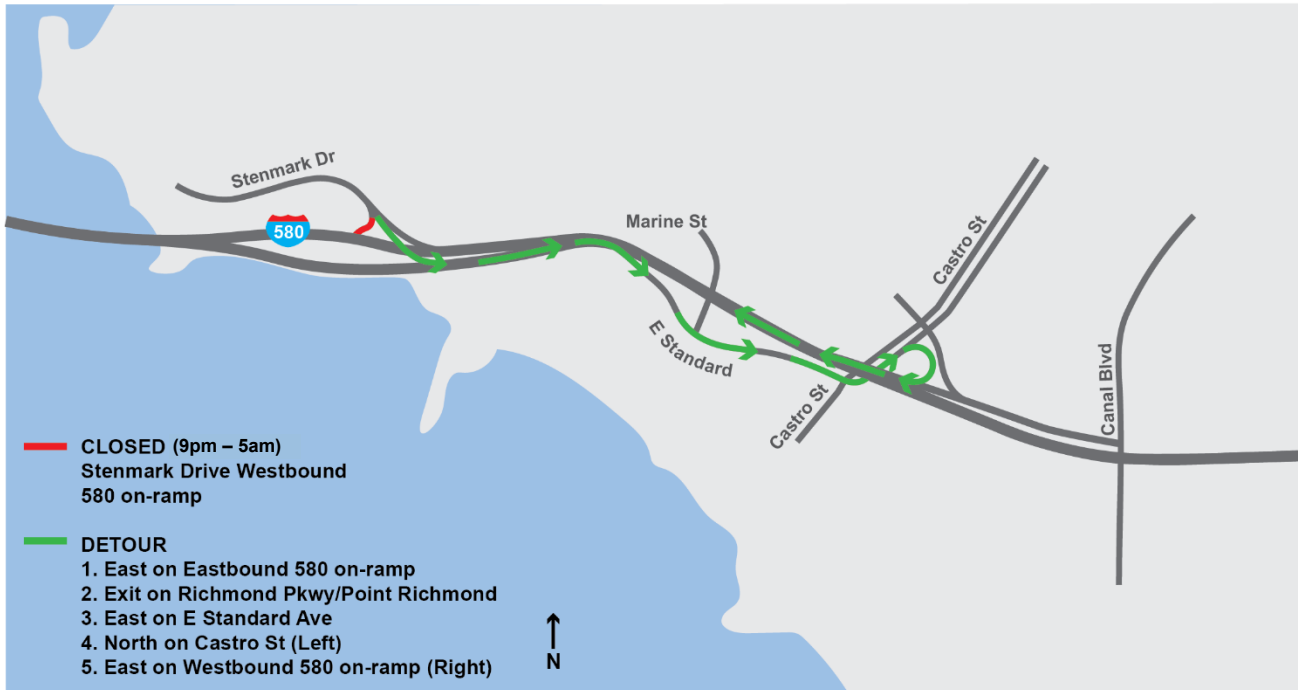 Stenmark Dr
580
Marine St
E Standard
Castro St
Castro St
Canal Blvd
CLOSED (9pm – 5am)
Stenmark Drive Westbound
580 on-ramp
DETOUR
1. East on Eastbound 580 on-ramp
2. Exit on Richmond Pkwy/Point Richmond
3. East on E Standard Ave
4. North on Castro St (Left)
5. East on Westbound 580 on-ramp (Right)
N